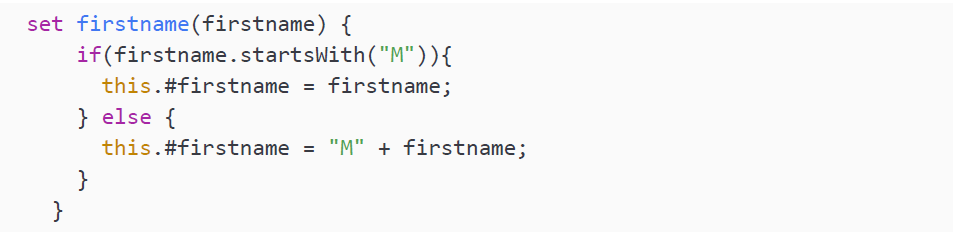 set firstname(firstname) {
    if(firstname.startsWith("M")){
      this.#firstname = firstname;
    } else {
      this.#firstname = "M" + firstname;
    }
  }